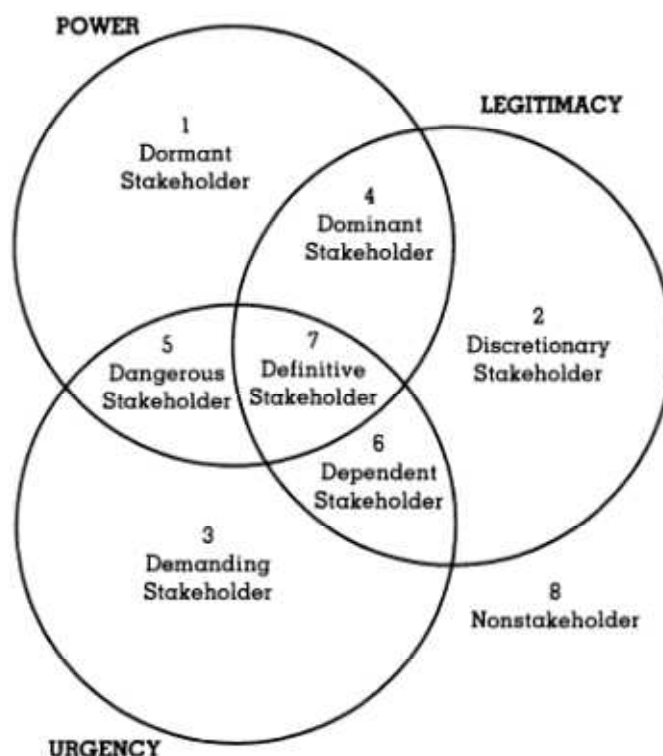 POWER
LEGITIMACY
1
Dormant
Stakeholder
4
Dominant
Stakeholder
2
Discretionary
Stakeholder
5
Dangerous
Stakeholder
7
Definitive
Stakeholder
6
Dependent
Stakeholder
3
Demanding
Stakeholder
8
Nonstakeholder
URGENCY